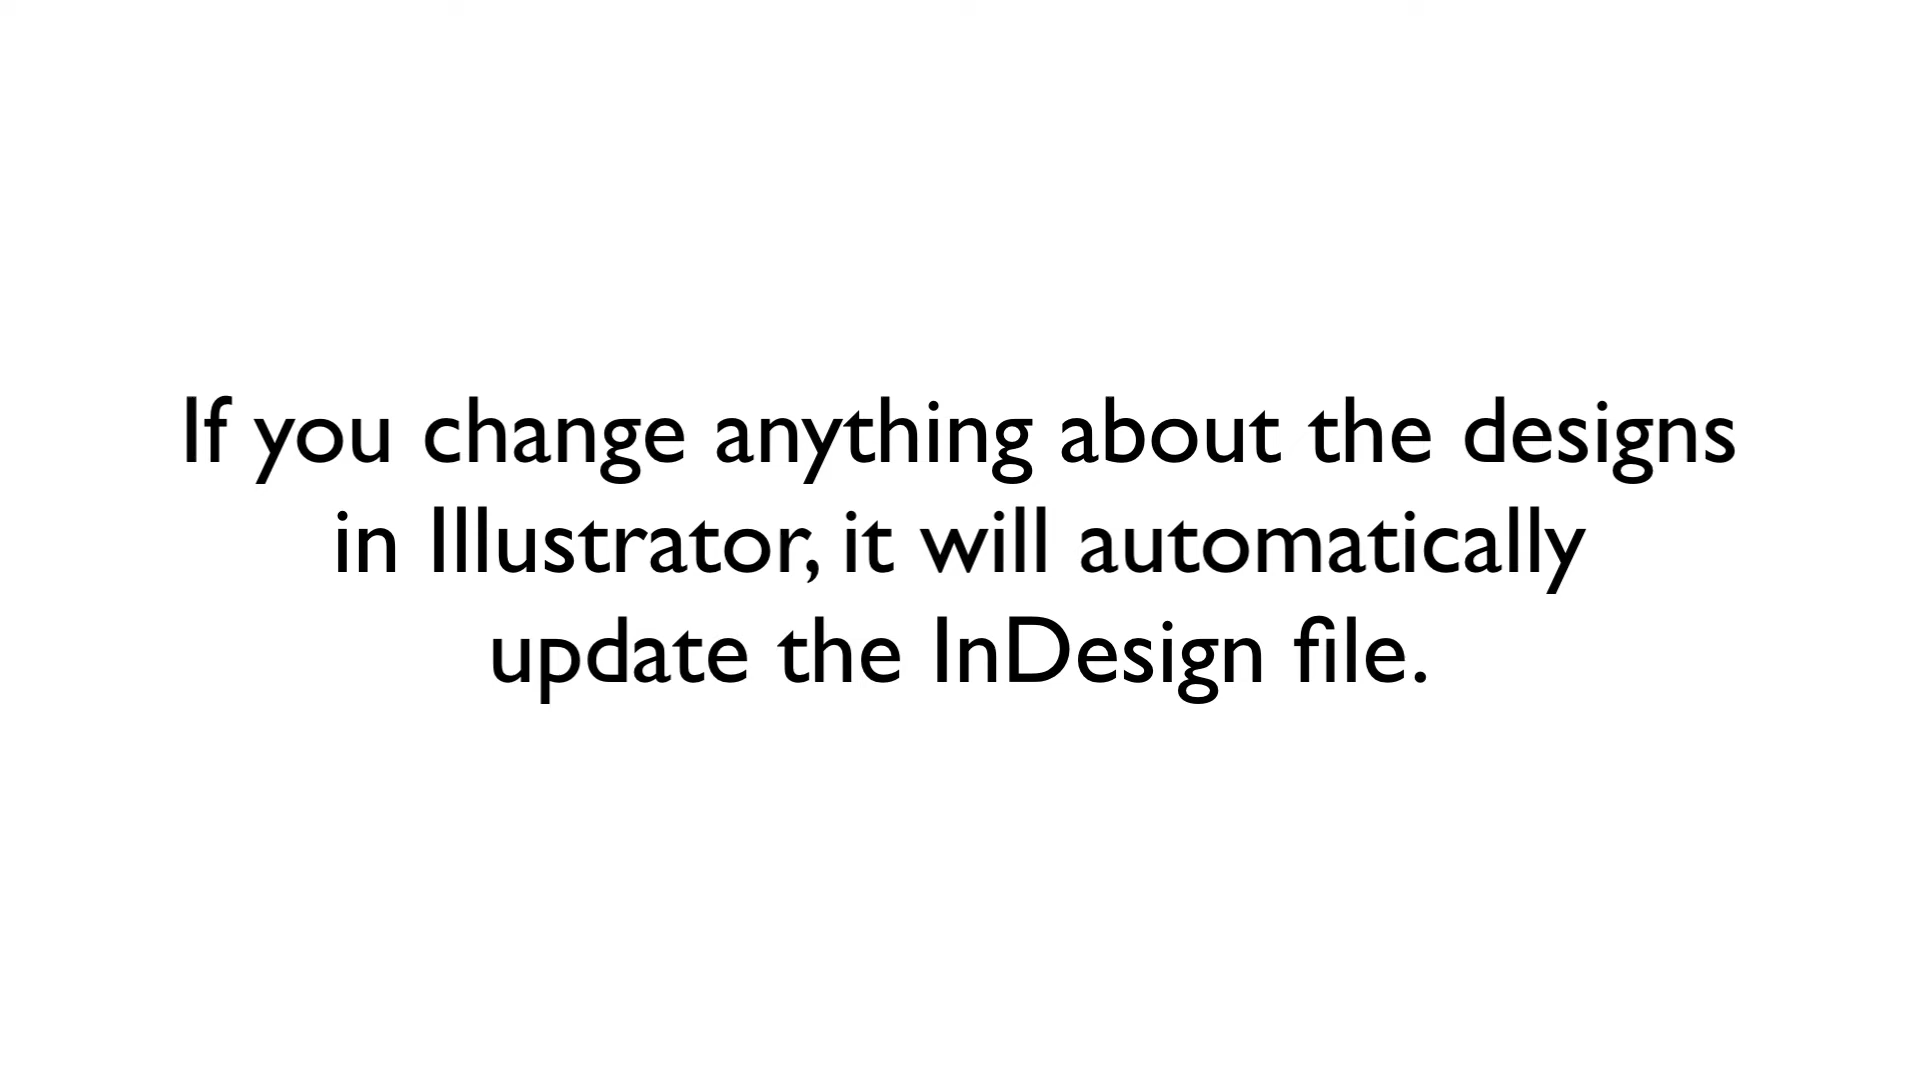 If you change anything about the designs
in Illustrator, it will automatically
update the InDesign file.